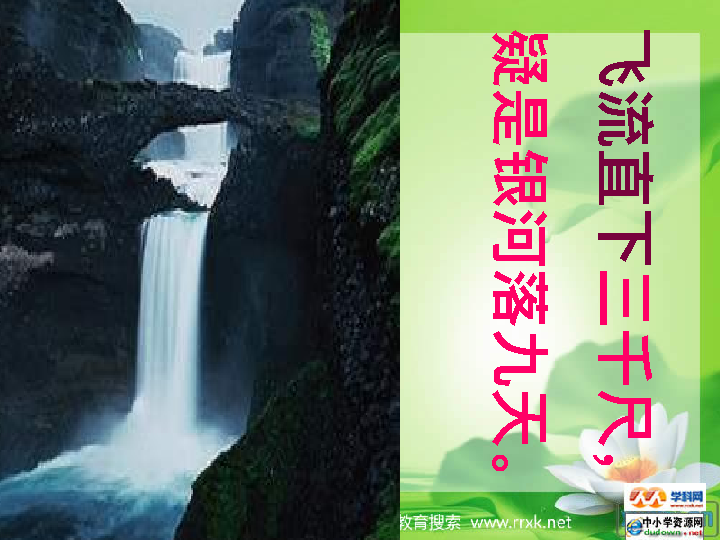 飞流直下三千尺，
疑是银河落九天。
教育搜索 www.rrxk.net
学科网
中小学资源网
dudown.net